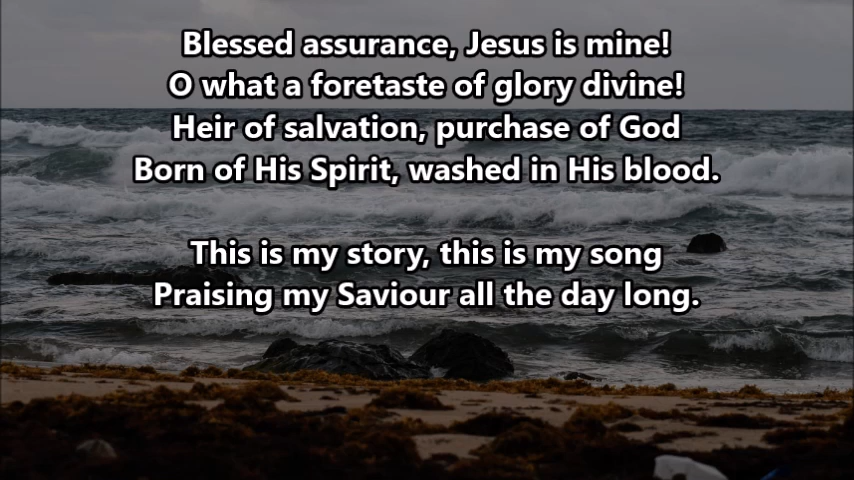 Blessed assurance, Jesus is mine!
O what a foretaste of glory divine!
Heir of salvation, purchase of God
Born of His Spirit, washed in His blood.
This is my story, this is my song
Praising my Saviour all the day long.